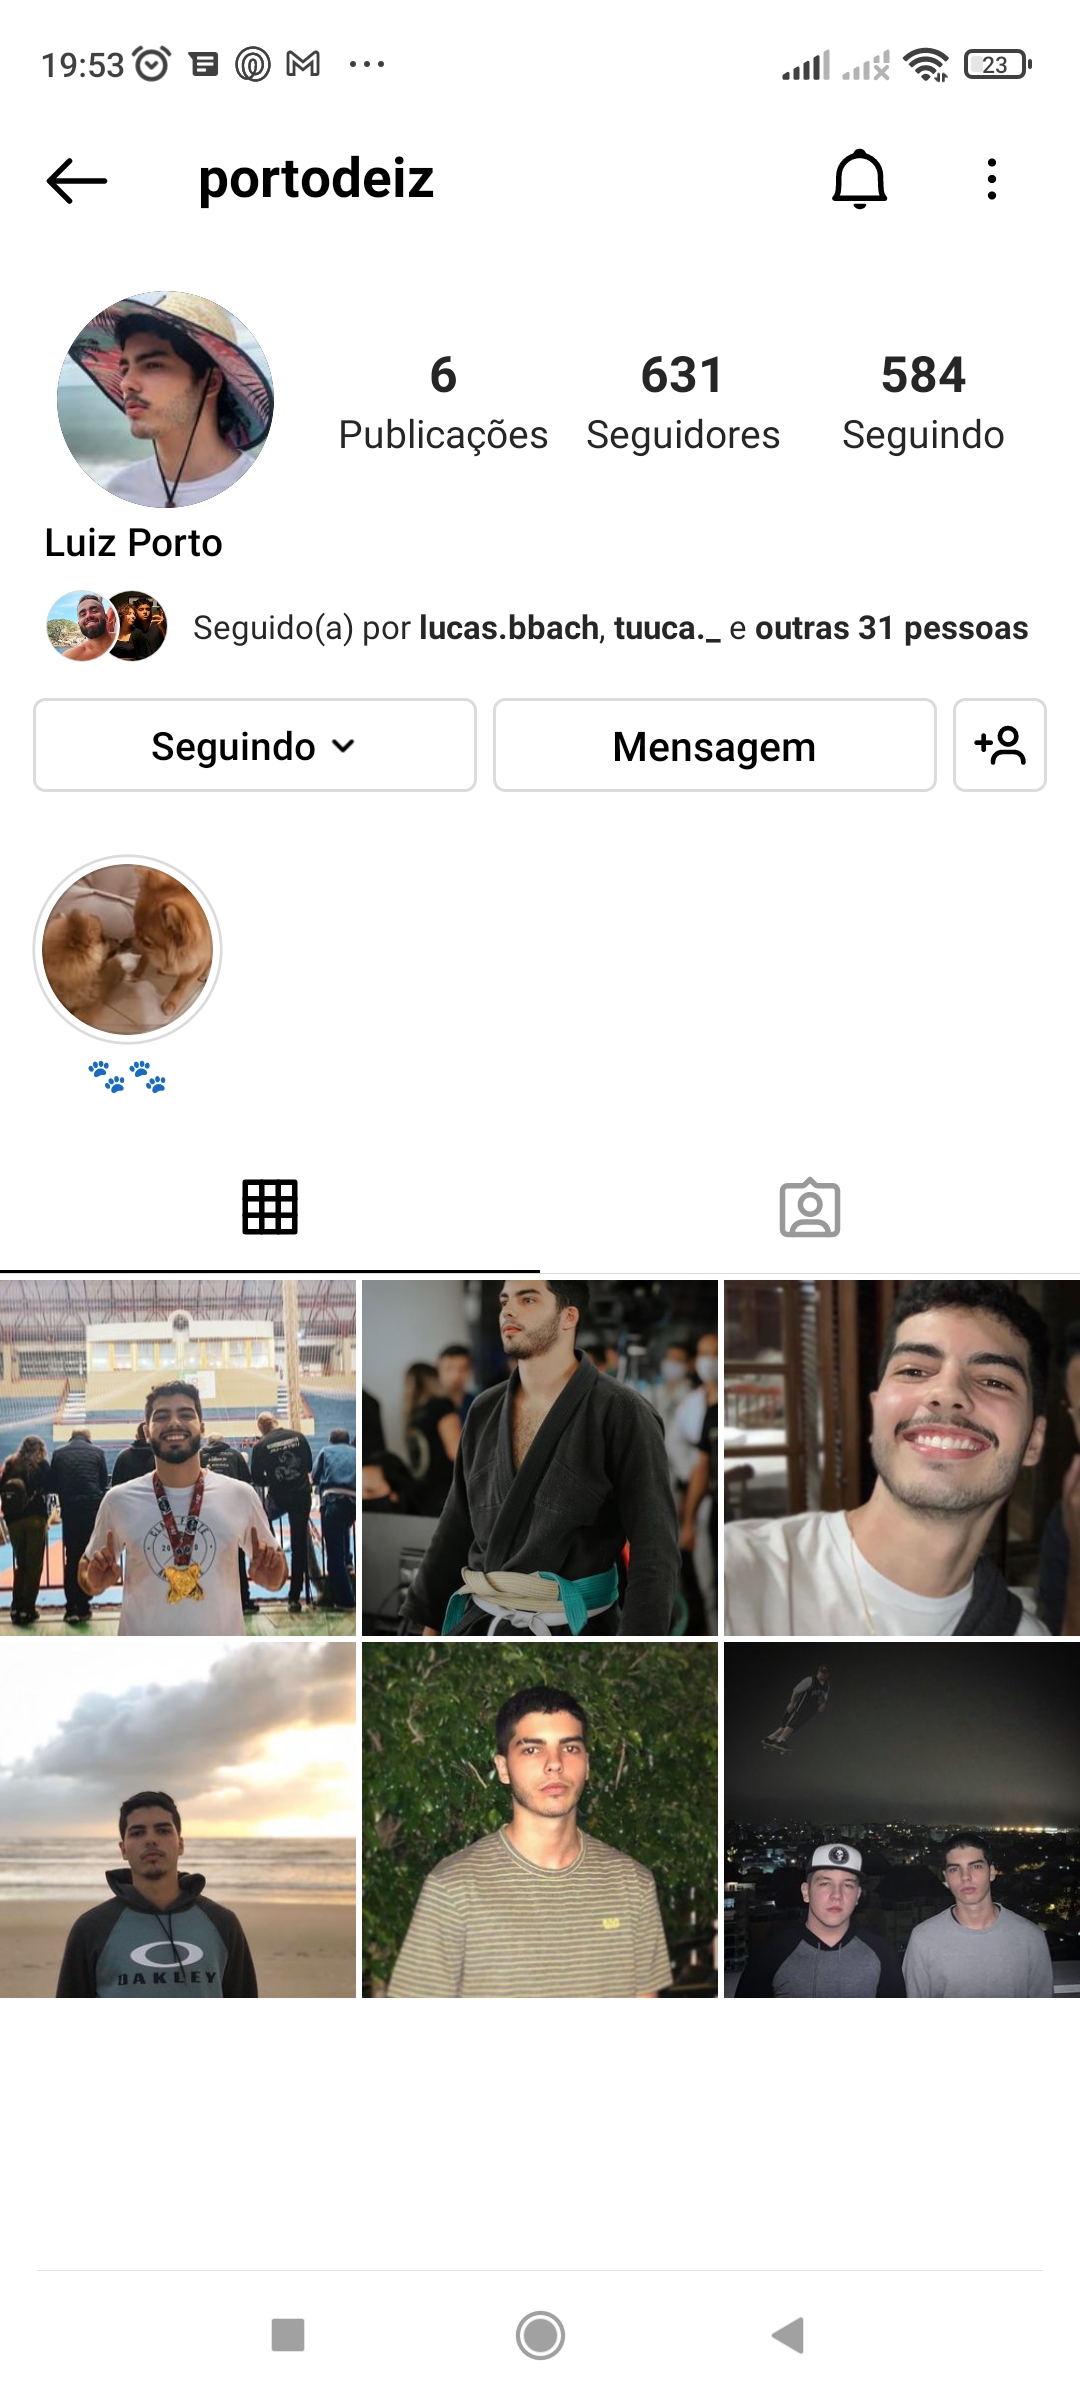 19:53
23
portodeiz
6 631 584
Publicações Seguidores Seguindo
Luiz Porto
Seguido(a) por lucas.bbach, tuuca._ e outras 31 pessoas
Seguindo Mensagem
🐾🐾
OAKLEY